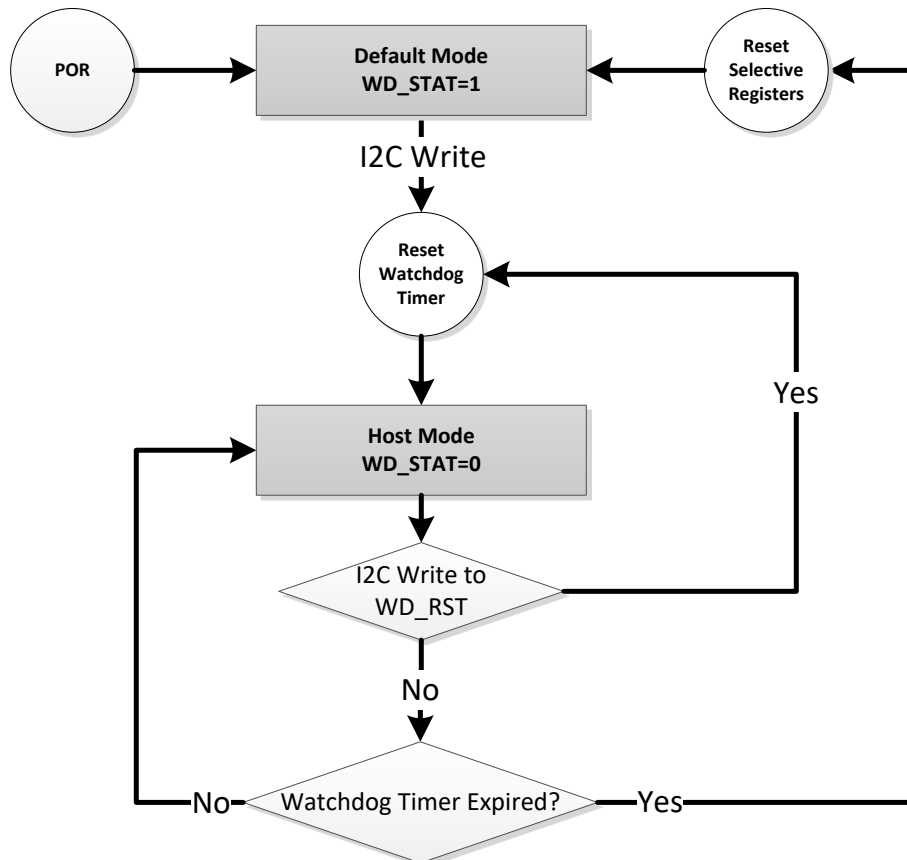 POR
Default Mode
WD_STAT=1
Reset
Selective
Registers
I2C Write
Reset
Watchdog
Timer
Yes
Host Mode
WD_STAT=0
I2C Write to
WD_RST
No
No
Watchdog Timer Expired?
Yes